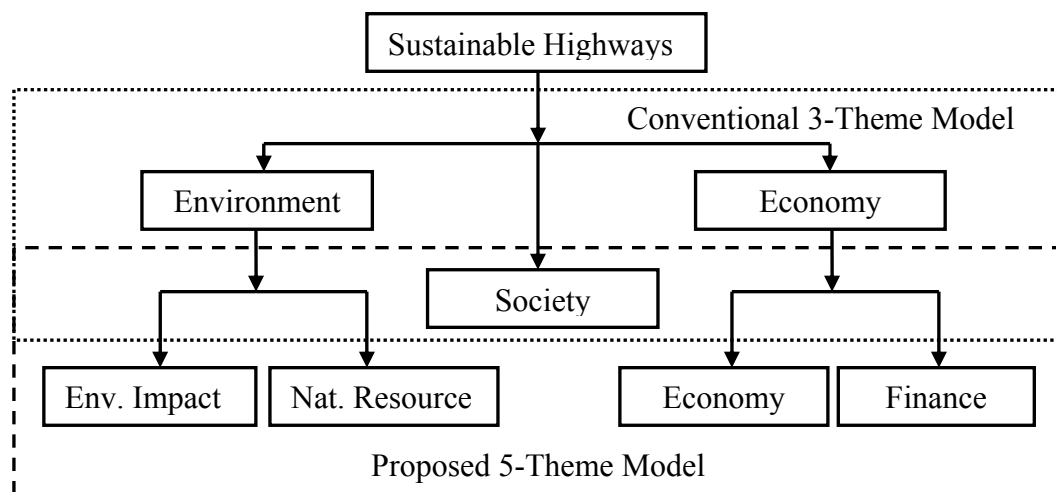 Sustainable Highways
Conventional 3-Theme Model
Environment
Economy
Society
Env. Impact
Nat. Resource
Economy
Finance
Proposed 5-Theme Model